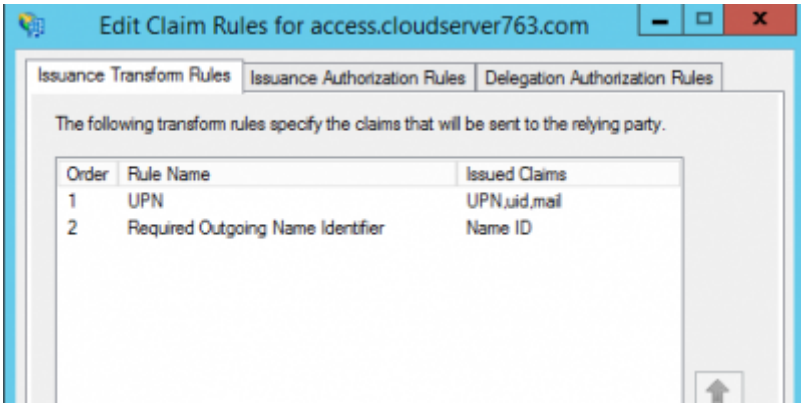 Edit Claim Rules for access.cloudserver763.com
Issuance Transform Rules Issuance Authorization Rules Delegation Authorization Rules
The following transform rules specify the claims that will be sent to the relying party.
Order Rule Name Issued Claims
1 UPN UPN,uid,mail
2 Required Outgoing Name Identifier Name ID